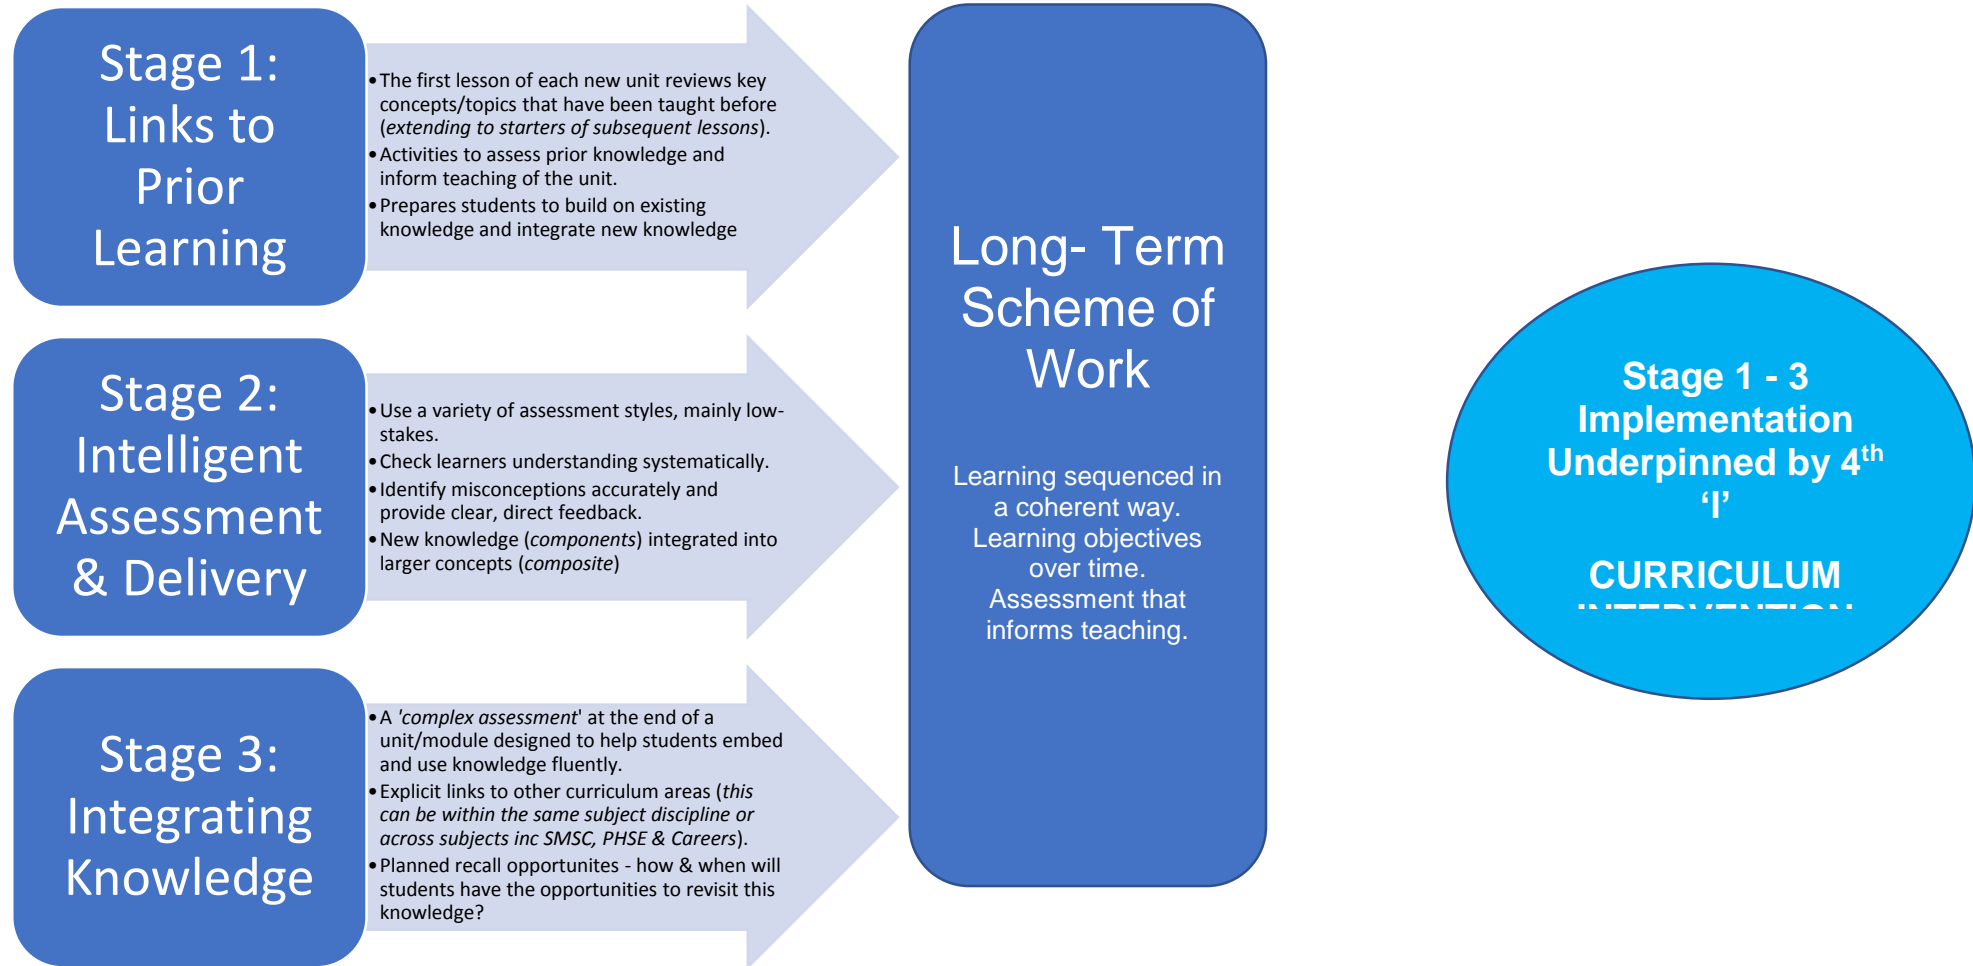 Stage 1:
Links to
Prior
Learning
•The first lesson of each new unit reviews key
concepts/topics that have been taught before
(extending to starters of subsequent lessons).
•Activities to assess prior knowledge and
inform teaching of the unit.
•Prepares students to build on existing
knowledge and integrate new knowledge
Stage 2:
Intelligent
Assessment
& Delivery
•Use a variety of assessment styles, mainly low-
stakes.
•Check learners understanding systematically.
•Identify misconceptions accurately and
provide clear, direct feedback.
•New knowledge (components) integrated into
larger concepts (composite)
Stage 3:
Integrating
Knowledge
•A 'complex assessment' at the end of a
unit/module designed to help students embed
and use knowledge fluently.
•Explicit links to other curriculum areas (this
can be within the same subject discipline or
across subjects inc SMSC, PHSE & Careers).
•Planned recall opportunites - how & when will
students have the opportunities to revisit this
knowledge?
Long- Term
Scheme of
Work
Learning sequenced in
a coherent way.
Learning objectives
over time.
Assessment that
informs teaching.
Stage 1 - 3
Implementation
Underpinned by 4th
‘I’
CURRICULUM
INTERVENTION